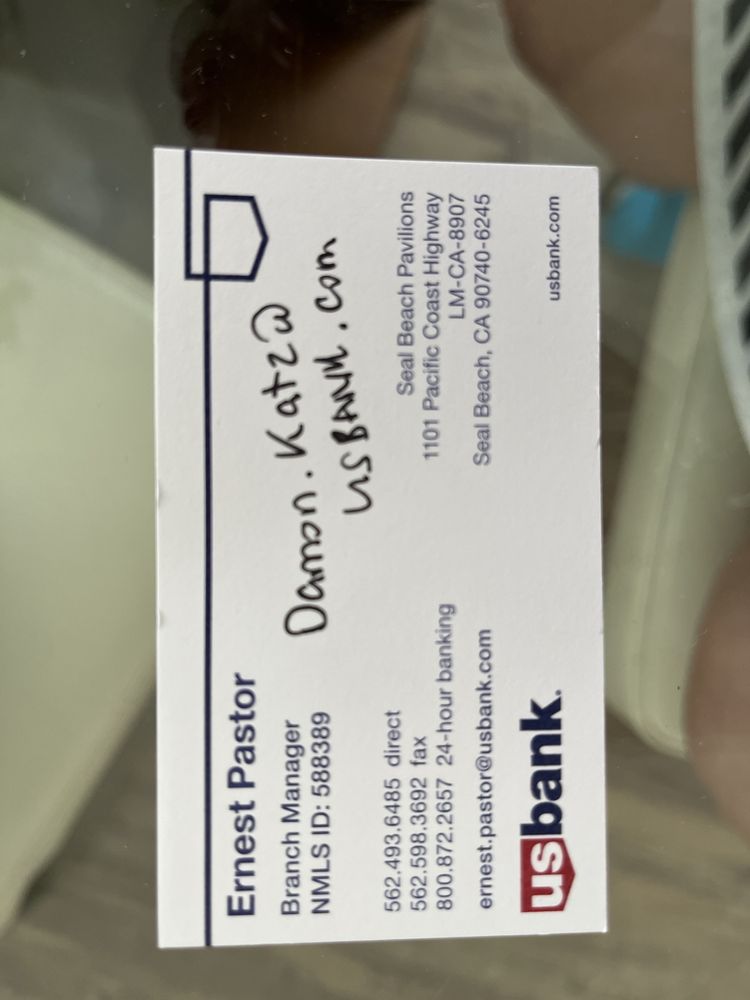 Ernest Pastor
Branch Manager
NMLS ID: 588389
Damon.Katz@
USBANK.com
562.493.6485 direct
562.598.3692 fax
800.872.2657 24-hour banking
ernest.pastor@usbank.com
usbank.
Seal Beach Pavilions
1101 Pacific Coast Highway
LM-CA-8907
Seal Beach, CA 90740-6245
usbank.com